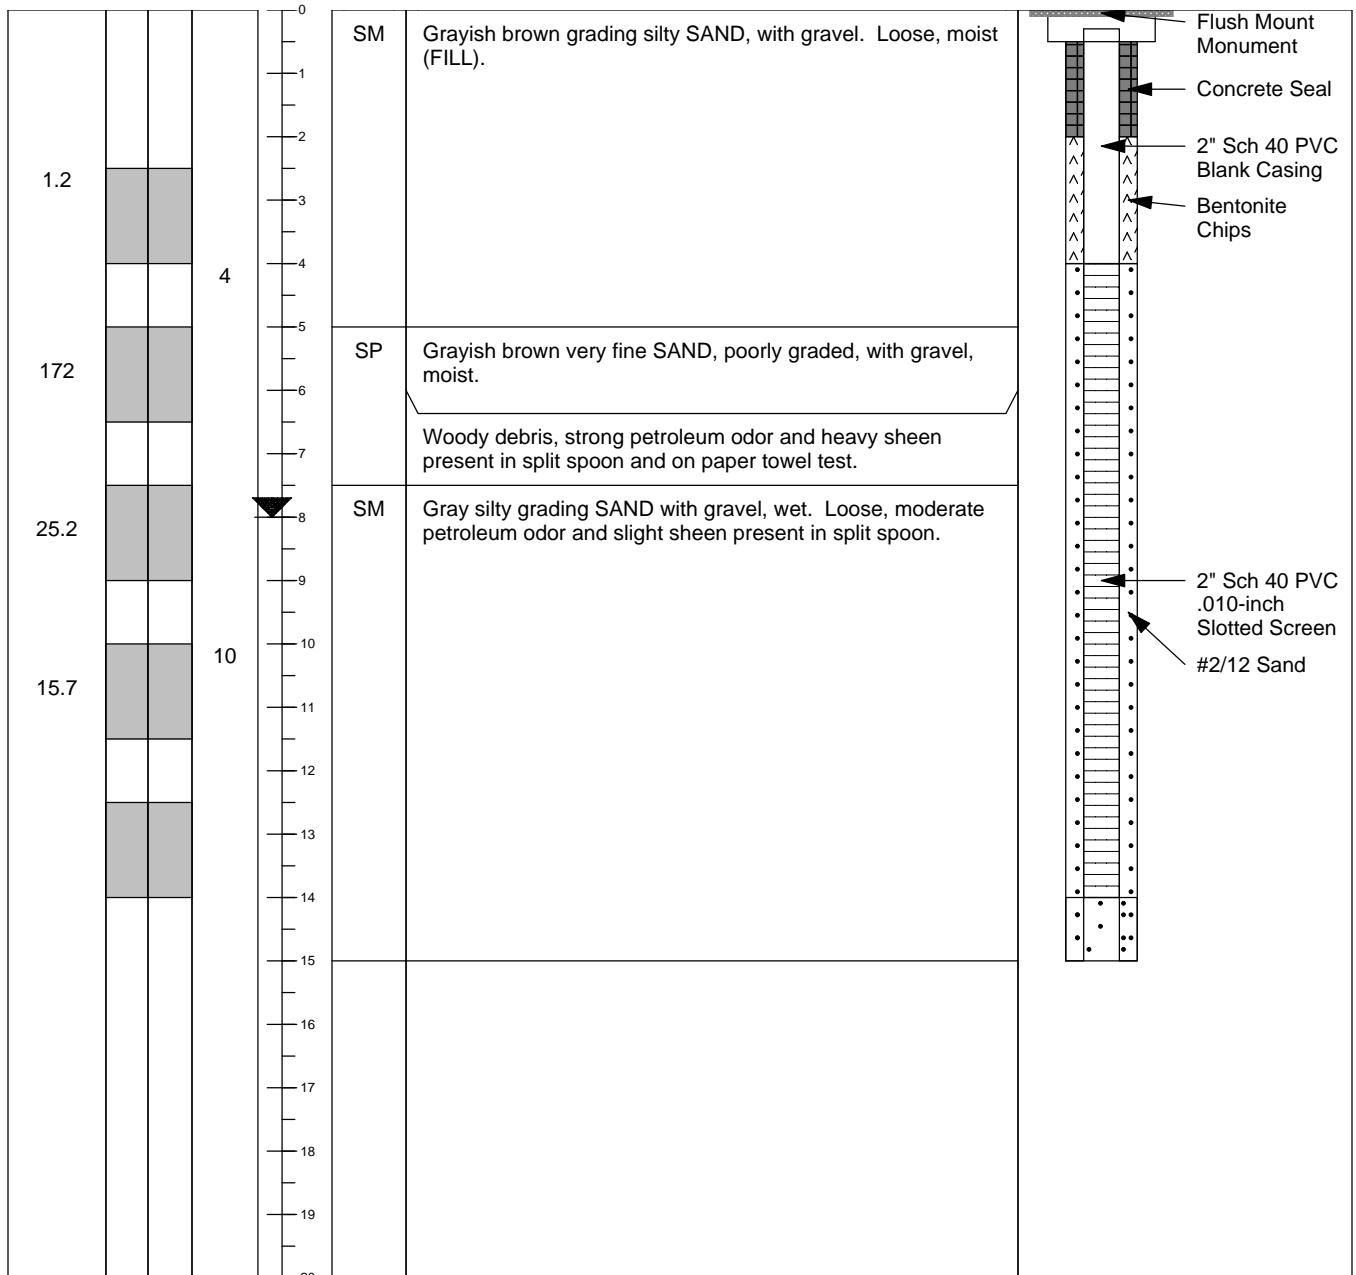 0
SM
Grayish brown grading silty SAND, with gravel. Loose, moist
(FILL).
Flush Mount
Monument
1
Concrete Seal
2
2" Sch 40 PVC
Blank Casing
1.2
3
Bentonite
Chips
4
4
5
SP
Grayish brown very fine SAND, poorly graded, with gravel,
moist.
172
6
Woody debris, strong petroleum odor and heavy sheen
present in split spoon and on paper towel test.
7
SM
Gray silty grading SAND with gravel, wet. Loose, moderate
petroleum odor and slight sheen present in split spoon.
8
25.2
9
2" Sch 40 PVC
.010-inch
Slotted Screen
10
10
#2/12 Sand
15.7
11
12
13
14
15
16
17
18
19